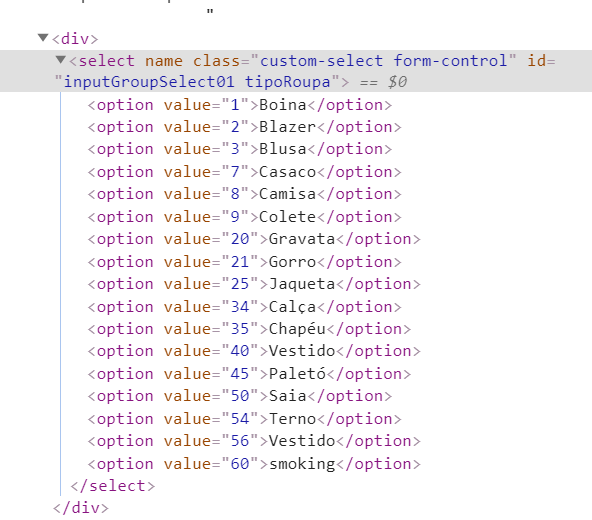 "
▼<div>
▼<select name class="custom-select form-control" id=
"inputGroupSelect01 tipoRoupa"> == $0
<option value="1">Boina</option>
<option value="2">Blazer</option>
<option value="3">Blusa</option>
<option value="7">Casaco</option>
<option value="8">Camisa</option>
<option value="9">Colete</option>
<option value="20">Gravata</option>
<option value="21">Gorro</option>
<option value="25">Jaqueta</option>
<option value="34">Calça</option>
<option value="35">Chapéu</option>
<option value="40">Vestido</option>
<option value="45">Paletó</option>
<option value="50">Saia</option>
<option value="54">Terno</option>
<option value="56">Vestido</option>
<option value="60">smoking</option>
</select>
</div>